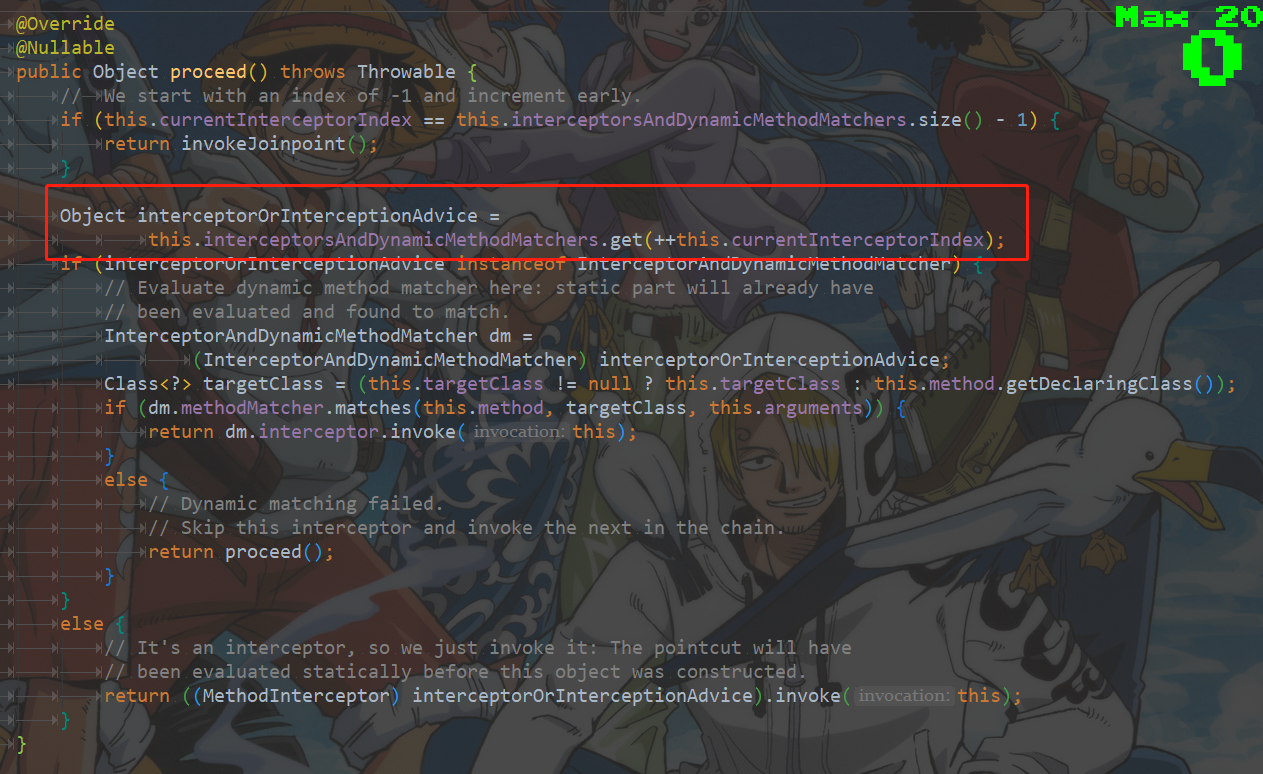 Max 20
0
@Override
@Nullable
public Object proceed() throws Throwable {
// We start with an index of -1 and increment early.
if (this.currentInterceptorIndex == this.interceptorsAndDynamicMethodMatchers.size() - 1) {
return invokeJoinpoint();
}
Object interceptorOrInterceptionAdvice =
this.interceptorsAndDynamicMethodMatchers.get(++this.currentInterceptorIndex);
if (interceptorOrInterceptionAdvice instanceof InterceptorAndDynamicMethodMatcher) {
// Evaluate dynamic method matcher here: static part will already have
// been evaluated and found to match.
InterceptorAndDynamicMethodMatcher dm =
(InterceptorAndDynamicMethodMatcher) interceptorOrInterceptionAdvice;
Class<?> targetClass = (this.targetClass != null ? this.targetClass : this.method.getDeclaringClass());
if (dm.methodMatcher.matches(this.method, targetClass, this.arguments)) {
return dm.interceptor.invoke( invocation: this);
}
else {
// Dynamic matching failed.
// Skip this interceptor and invoke the next in the chain.
return proceed();
}
}
else {
// It's an interceptor, so we just invoke it: The pointcut will have
// been evaluated statically before this object was constructed.
return ((MethodInterceptor) interceptorOrInterceptionAdvice).invoke( invocation: this);
}
}